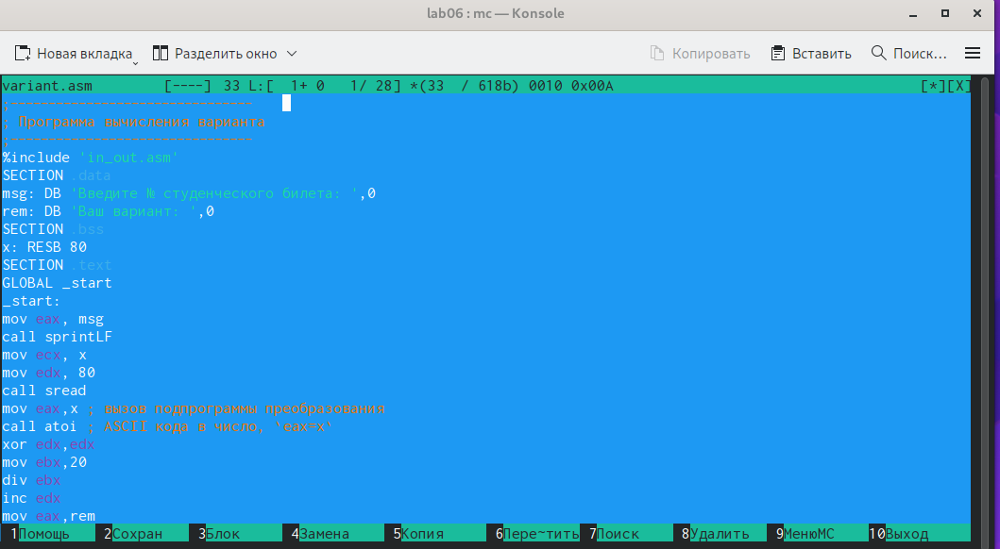 lab06 : mc — Konsole
Новая вкладка Разделить окно Копировать Вставить Поиск...
variant.asm [----] 33 L:[ 1+ 0 1/ 28] *(33 / 618b) 0010 0x00A [*][X]
;--------------------------------
; Программа вычисления варианта
;--------------------------------
%include 'in_out.asm'
SECTION .data
msg: DB 'Введите № студенческого билета: ',0
rem: DB 'Ваш вариант: ',0
SECTION .bss
x: RESB 80
SECTION .text
GLOBAL _start
_start:
mov eax, msg
call sprintLF
mov ecx, x
mov edx, 80
call sread
mov eax,x ; вызов подпрограммы преобразования
call atoi ; ASCII кода в число, `eax=x`
xor edx,edx
mov ebx,20
div ebx
inc edx
mov eax,rem
1Помощь 2Сохран 3Блок 4Замена 5Копия 6Пере~тить 7Поиск 8Удалить 9МенюMC 10Выход